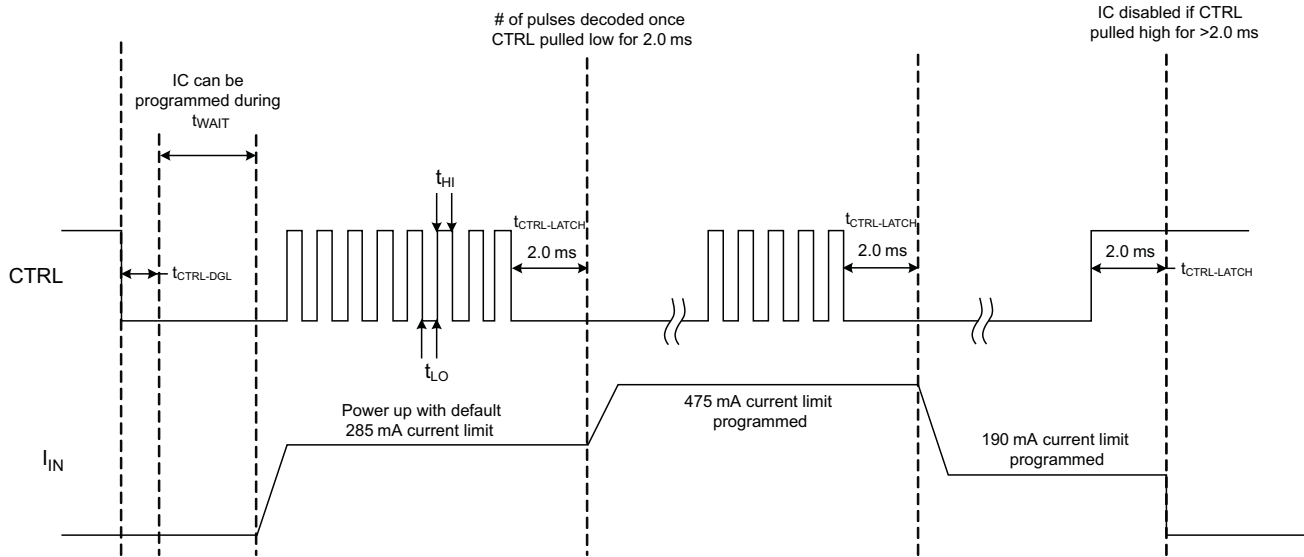 # of pulses decoded once
CTRL pulled low for 2.0 ms
IC disabled if CTRL
pulled high for >2.0 ms
IC can be
programmed during
tWAIT
tHI
tCTRL-LATCH
2.0 ms
tCTRL-LATCH
2.0 ms
2.0 ms
CTRL
tCTRL-DGL
tCTRL-LATCH
tLO
Power up with default
285 mA current limit
475 mA current limit
programmed
190 mA current limit
programmed
IIN